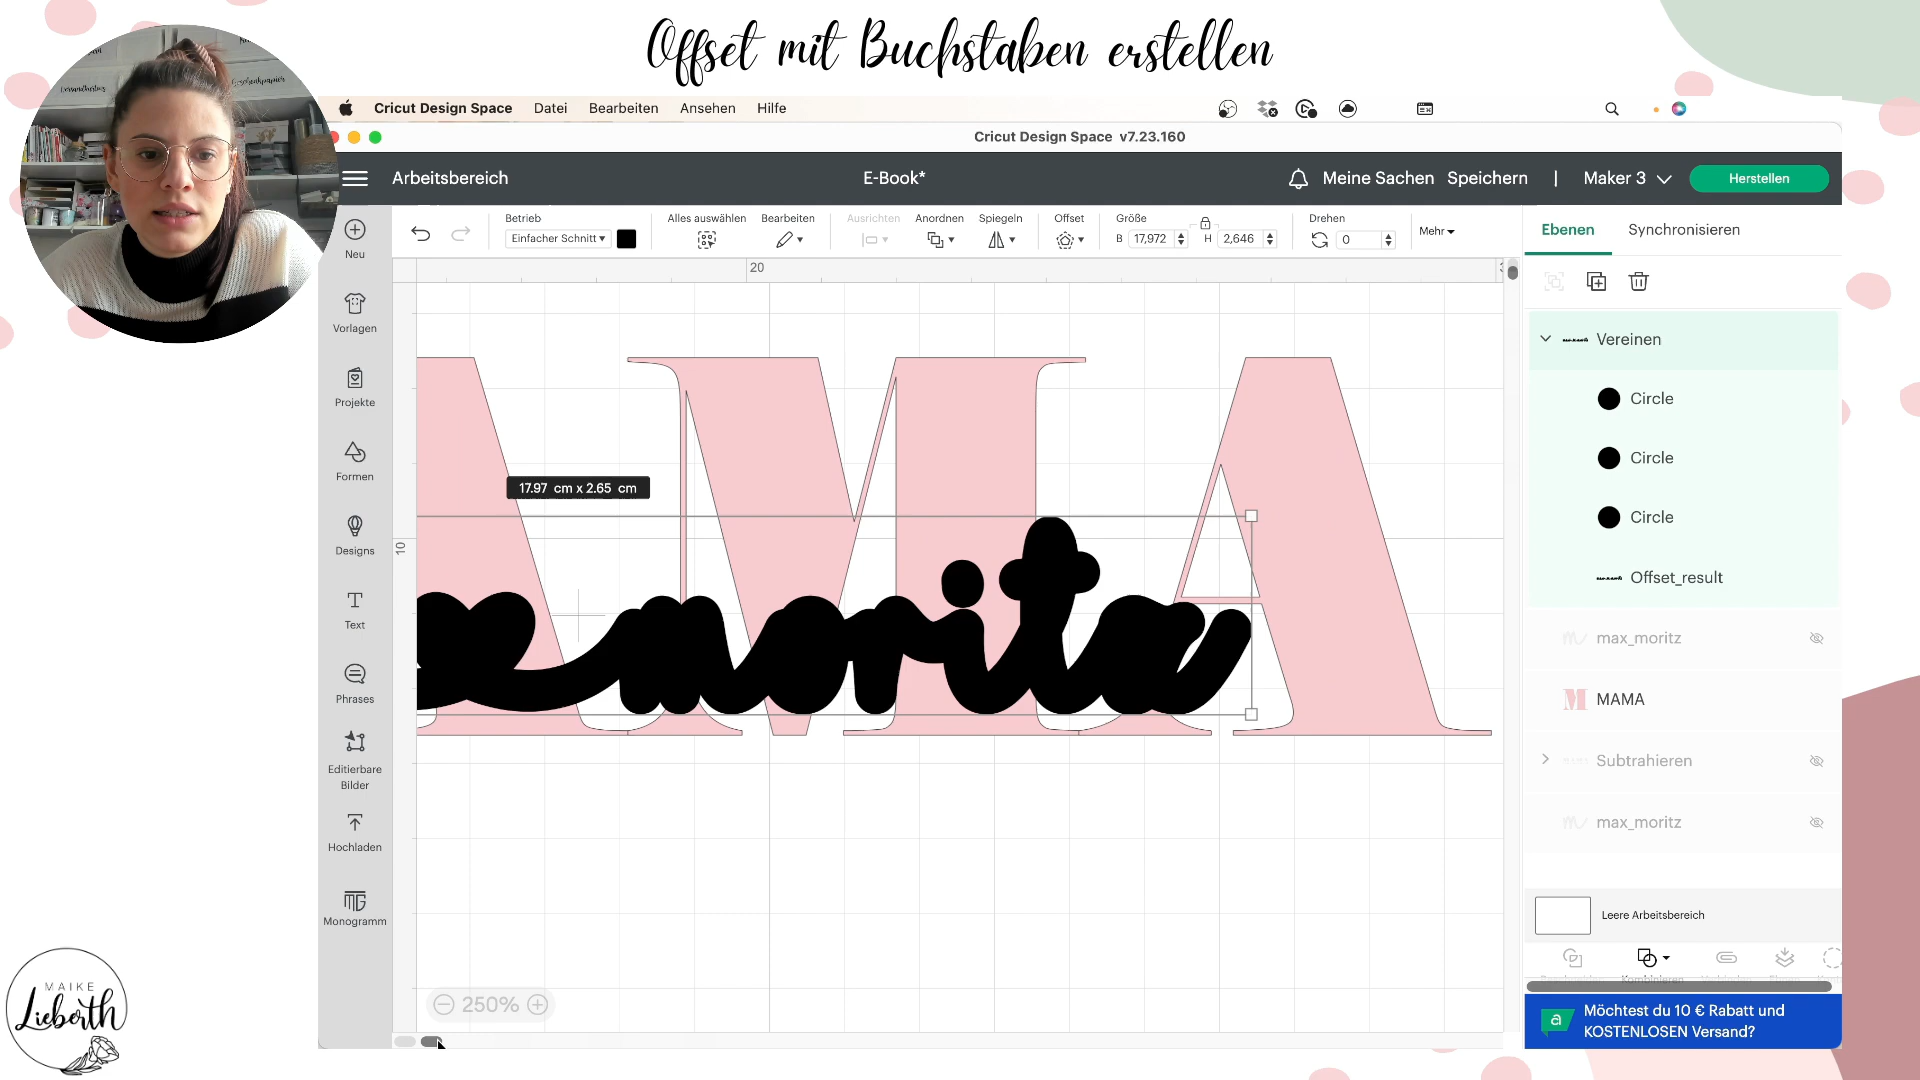 Offset mit Buchstaben erstellen
Cricut Design Space Datei Bearbeiten Ansehen Hilfe
Cricut Design Space v7.23.160
Arbeitsbereich
E-Book*
Meine Sachen Speichern | Maker 3
Herstellen
Neu
Vorlagen
Projekte
Formen
Designs
Text
Phrases
Editierbare
Bilder
Hochladen
Monogramm
Betrieb
Einfacher Schnitt
Alles auswählen
Bearbeiten
Ausrichten
Anordnen
Spiegeln
Offset
Größe
B 17,972
H 2,646
Drehen
0
Mehr
20
10
AMA
17.97 cm x 2.65 cm
moritz
250%
Ebenen
Synchronisieren
Vereinen
Circle
Circle
Circle
Offset_result
max_moritz
MAMA
Subtrahieren
max_moritz
Leere Arbeitsbereich
Kombinieren
Möchtest du 10 € Rabatt und
KOSTENLOSEN Versand?
MAIKE
Lieberth